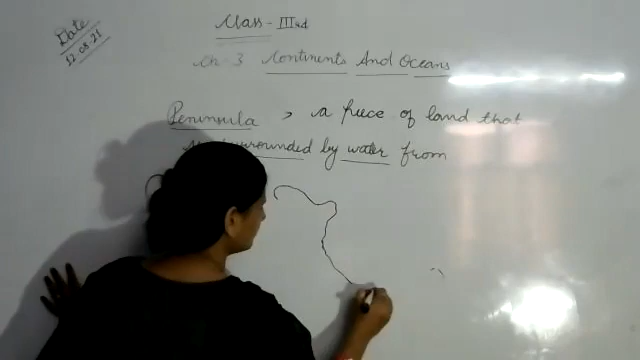 Date
12.08.21
Class - IIIrd
Ch. 3 Continents And Oceans
Peninsula > a piece of land that
surrounded by water from